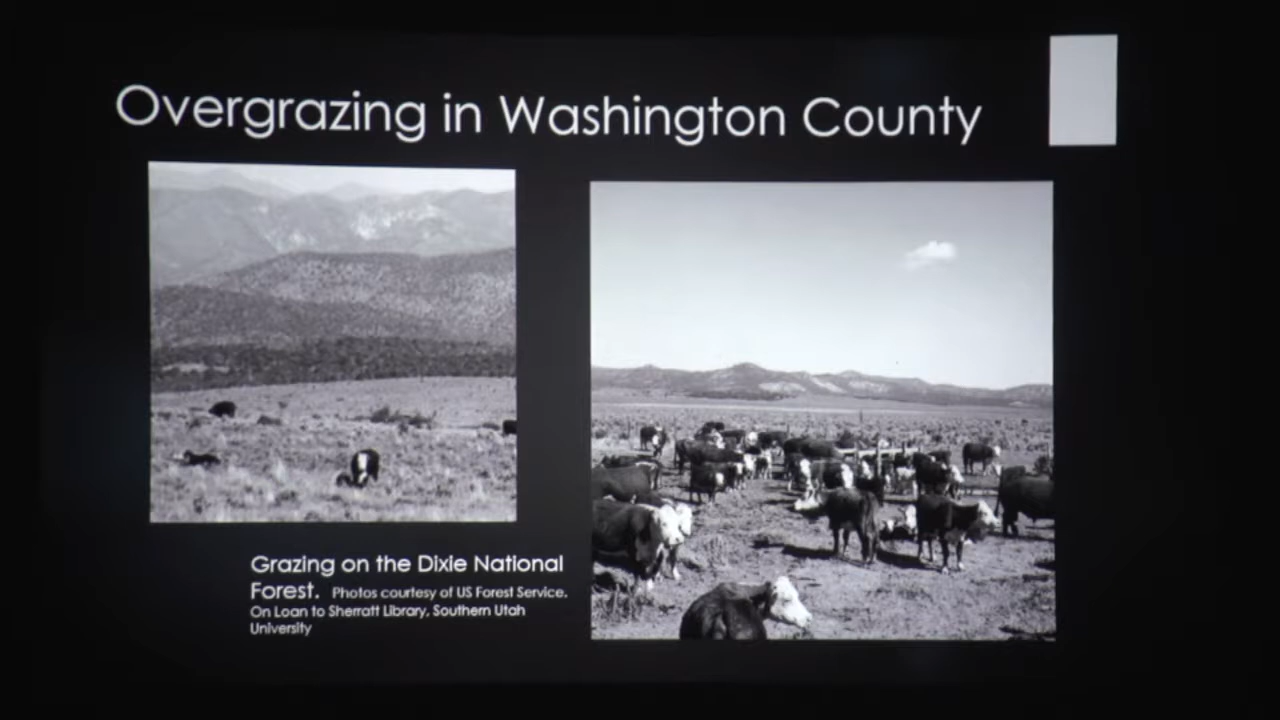 Overgrazing in Washington County
Grazing on the Dixie National
Forest. Photos courtesy of US Forest Service.
On Loan to Sherratt Library, Southern Utah
University